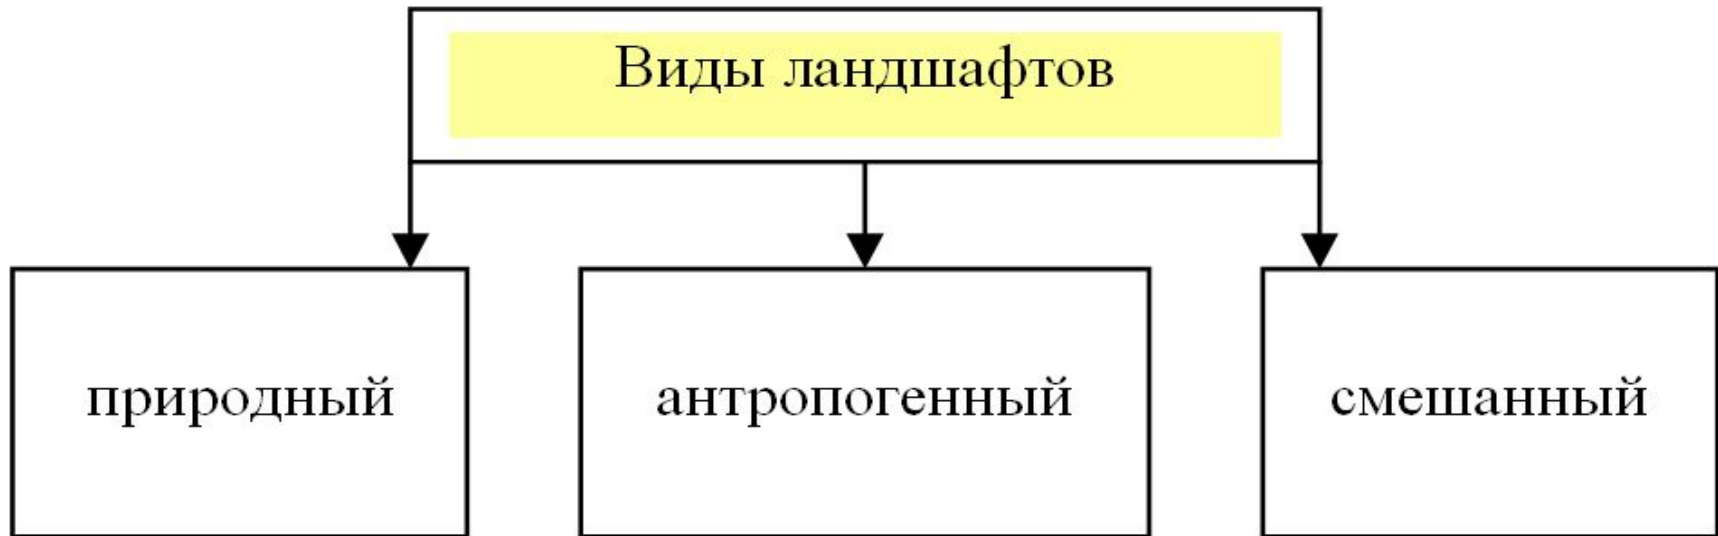 Виды ландшафтов
природный
антропогенный
смешанный